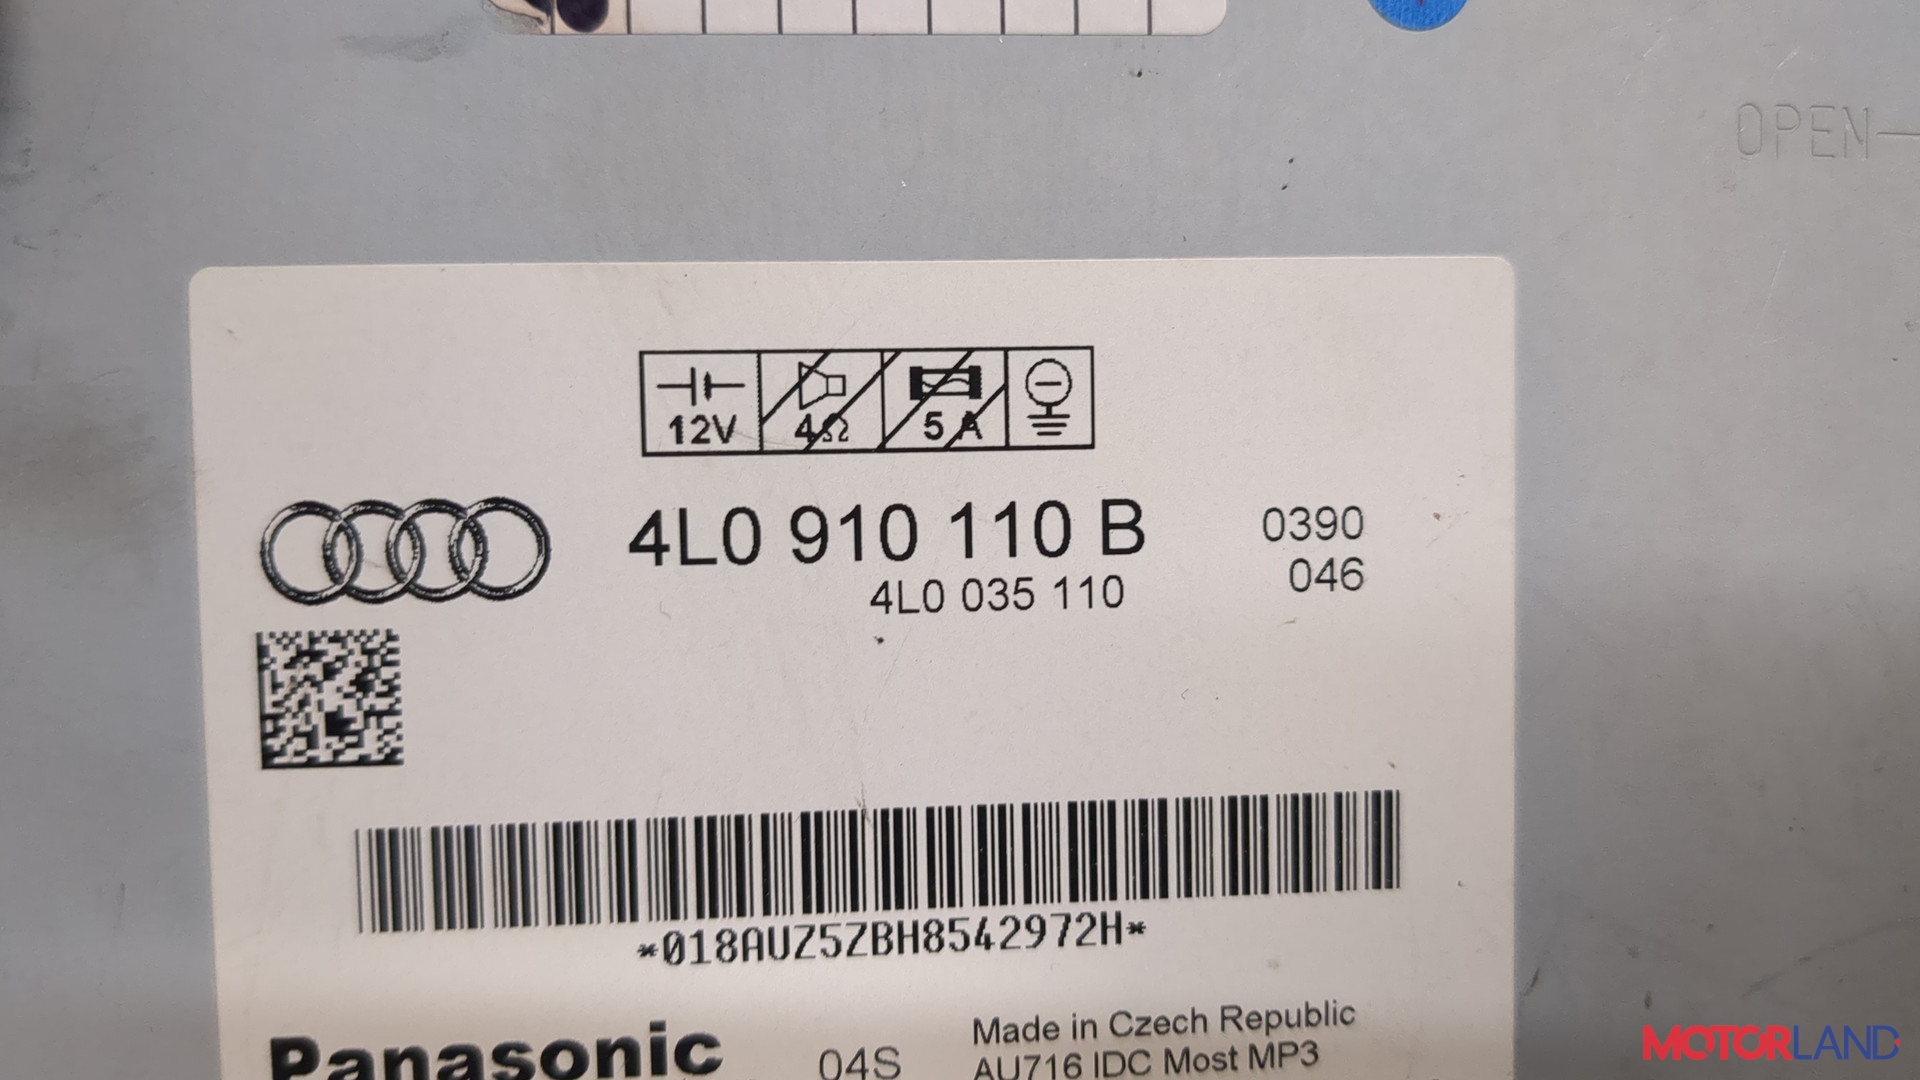 OPEN
12V 4Ω 5 A
4L0 910 110 B 0390
4L0 035 110 046
*018AUZ5ZBH8542972H*
Panasonic 04S Made in Czech Republic
AU716 IDC Most MP3
MOTORLAND